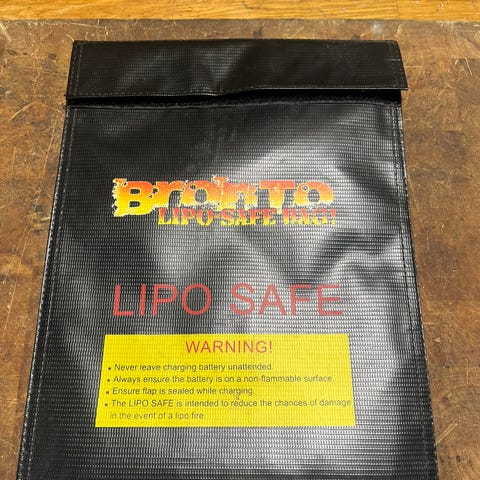 BronTo
LIPO-SAFE BAG!
LIPO SAFE
WARNING!
Never leave charging battery unattended.
Always ensure the battery is on a non-flammable surface.
Ensure flap is sealed while charging.
The LIPO SAFE is intended to reduce the chances of damage
in the event of a lipo fire.